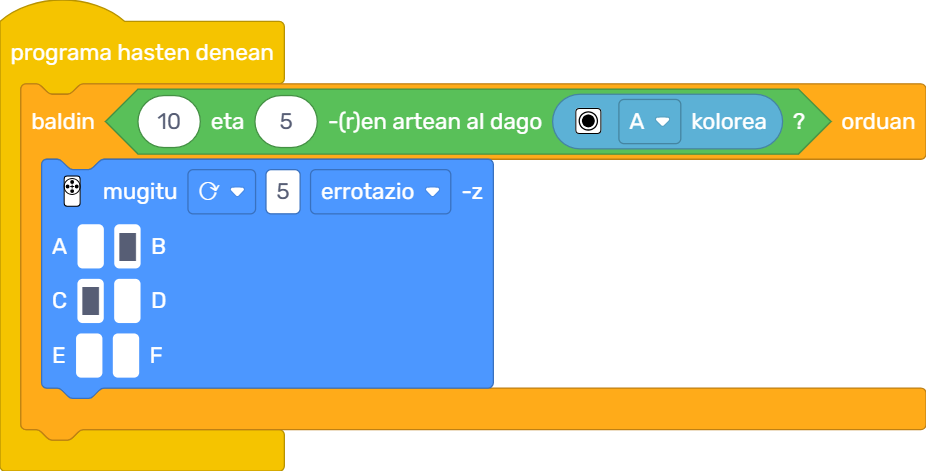 programa hasten denean
baldin 10 eta 5 -(r)en artean al dago A kolorea ? orduan
mugitu 5 errotazio -z
A B
C D
E F